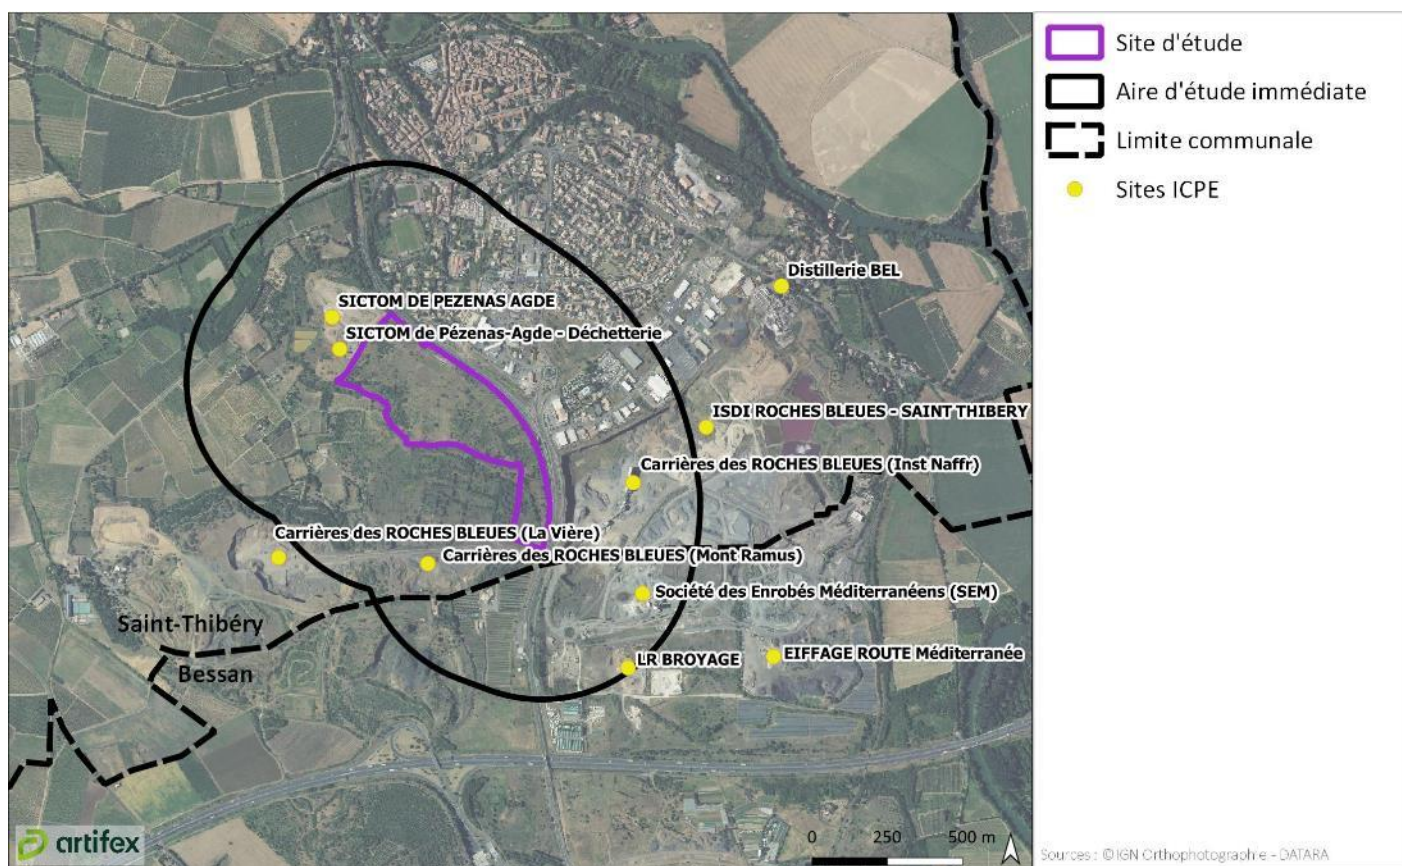 Site d'étude
Aire d'étude immédiate
Limite communale
Sites ICPE
Distillerie BEL
SICTOM DE PEZENAS AGDE
SICTOM de Pézenas-Agde - Déchetterie
ISDI ROCHES BLEUES - SAINT THIBERY
Carrières des ROCHES BLEUES (Inst Naffr)
Carrières des ROCHES BLEUES (La Vière)
Carrières des ROCHES BLEUES (Mont Ramus)
Société des Enrobés Méditerranéens (SEM)
Saint-Thibéry
Bessan
LR BROYAGE
EIFFAGE ROUTE Méditerranée
artifex
0 250 500 m
Sources : © IGN Orthophotographie - DATARA